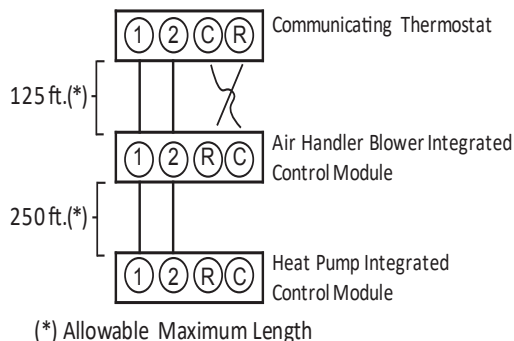 1 2 C R
Communicating Thermostat
125 ft.(*)
1 2 R C
Air Handler Blower Integrated
Control Module
250 ft.(*)
1 2 R C
Heat Pump Integrated
Control Module
(*) Allowable Maximum Length